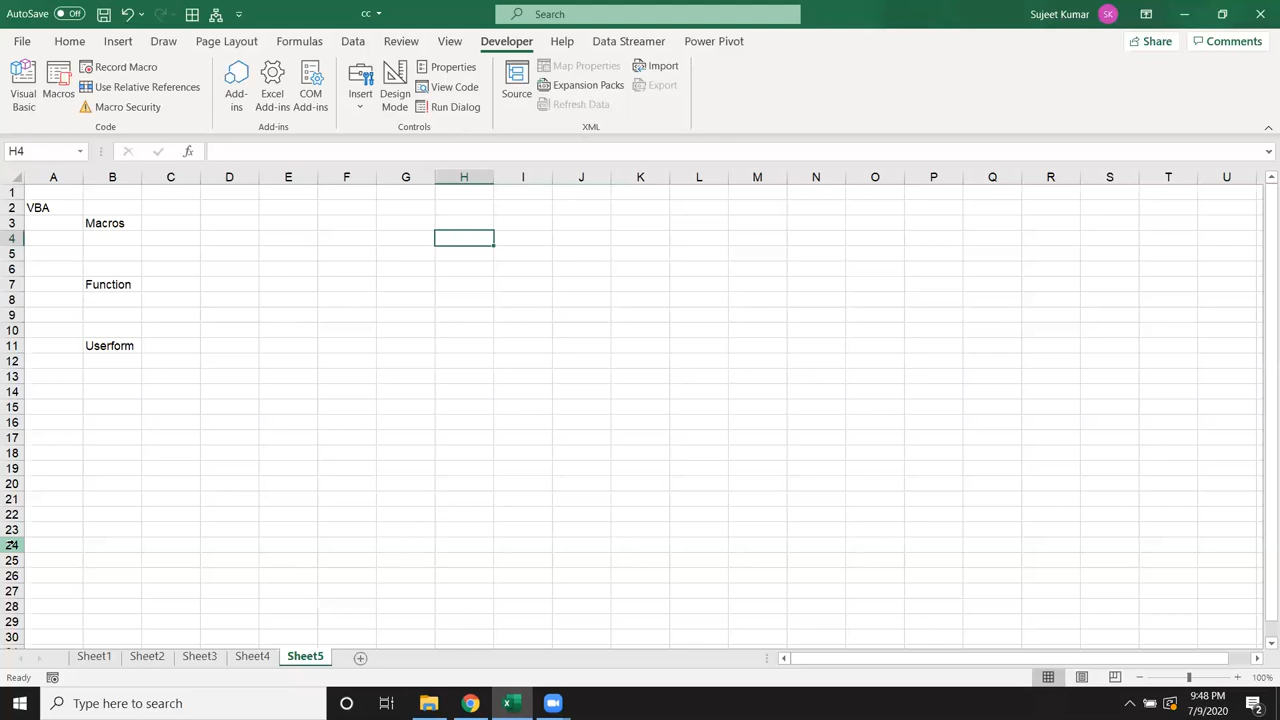 AutoSave Off cc Search Sujeet Kumar SK
File Home Insert Draw Page Layout Formulas Data Review View Developer Help Data Streamer Power Pivot Share Comments
Visual Basic
Macros
Record Macro
Use Relative References
Macro Security
Code
Add-ins
Excel Add-ins
COM Add-ins
Add-ins
Insert
Design Mode
Properties
View Code
Run Dialog
Controls
Source
Map Properties
Expansion Packs
Refresh Data
Import
Export
XML
H4 fx
A B C D E F G H I J K L M N O P Q R S T U
1
2 VBA
3 Macros
4
5
6
7 Function
8
9
10
11 Userform
12
13
14
15
16
17
18
19
20
21
22
23
24
25
26
27
28
29
30
Sheet1 Sheet2 Sheet3 Sheet4 Sheet5
Ready 100%
Type here to search 9:48 PM
7/9/2020 2